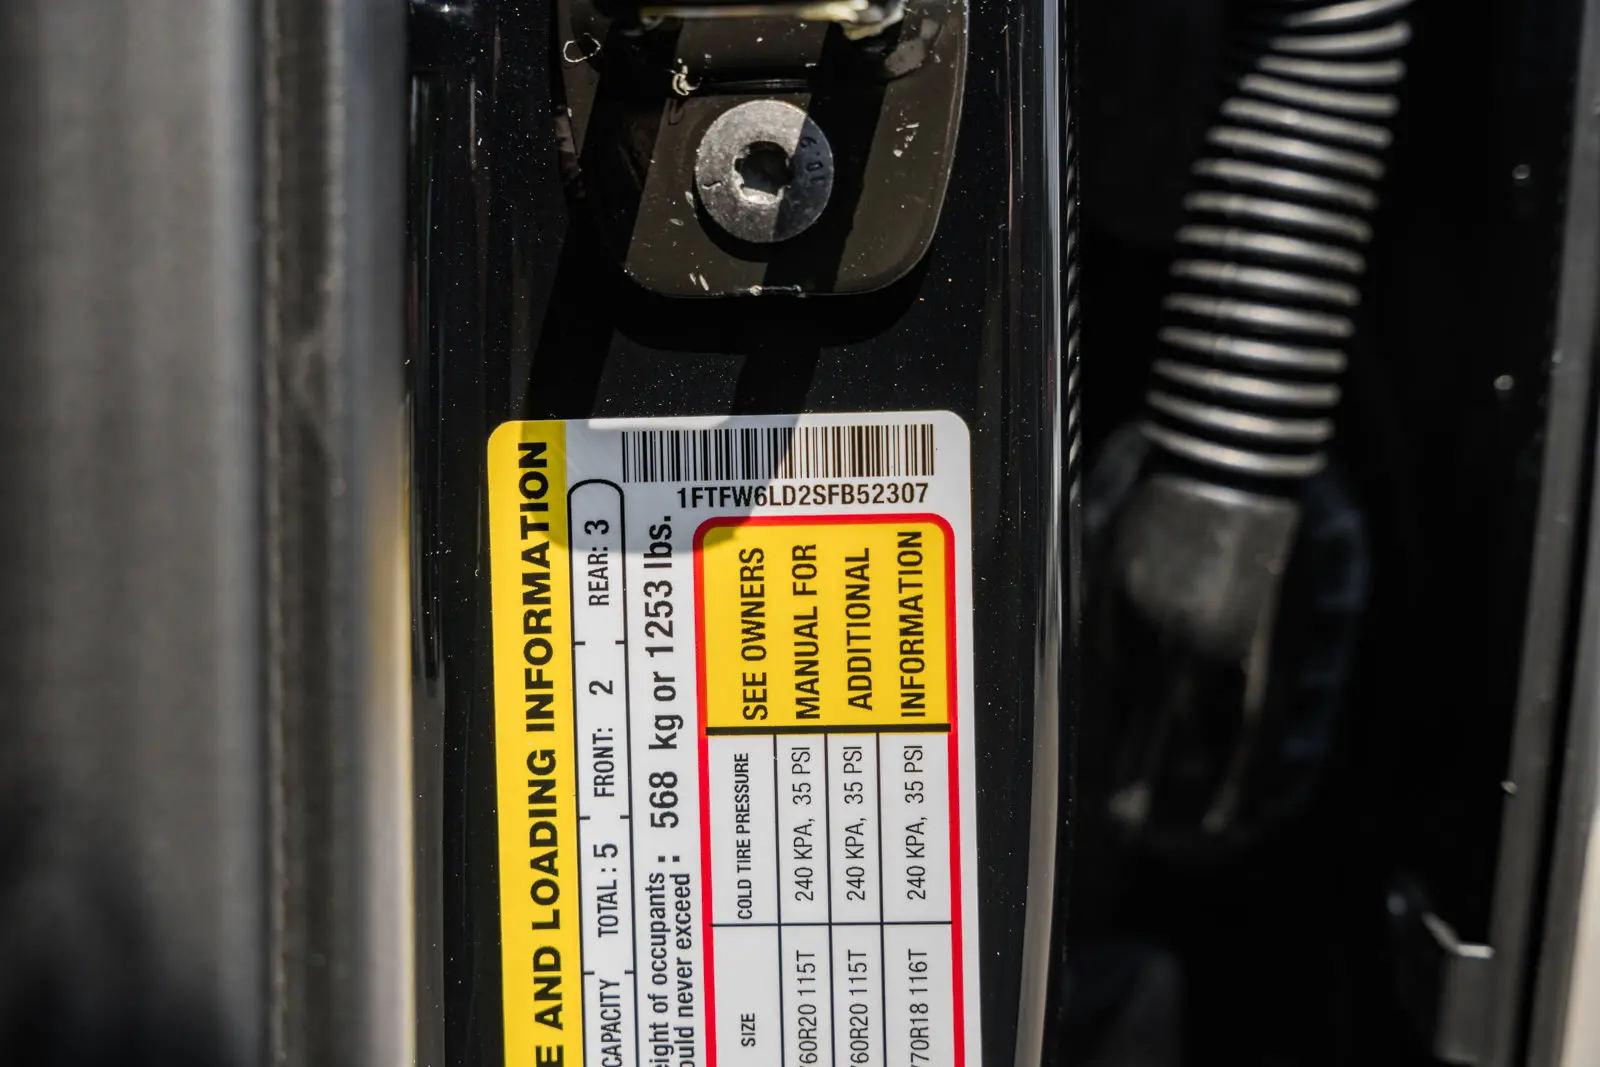 10.9
1FTFW6LD2SFB52307
E AND LOADING INFORMATION
CAPACITY TOTAL : 5 FRONT: 2 REAR: 3
eight of occupants : 568 kg or 1253 lbs.
ould never exceed
SIZE COLD TIRE PRESSURE SEE OWNERS
/60R20 115T 240 KPA, 35 PSI MANUAL FOR
/60R20 115T 240 KPA, 35 PSI ADDITIONAL
/70R18 116T 240 KPA, 35 PSI INFORMATION